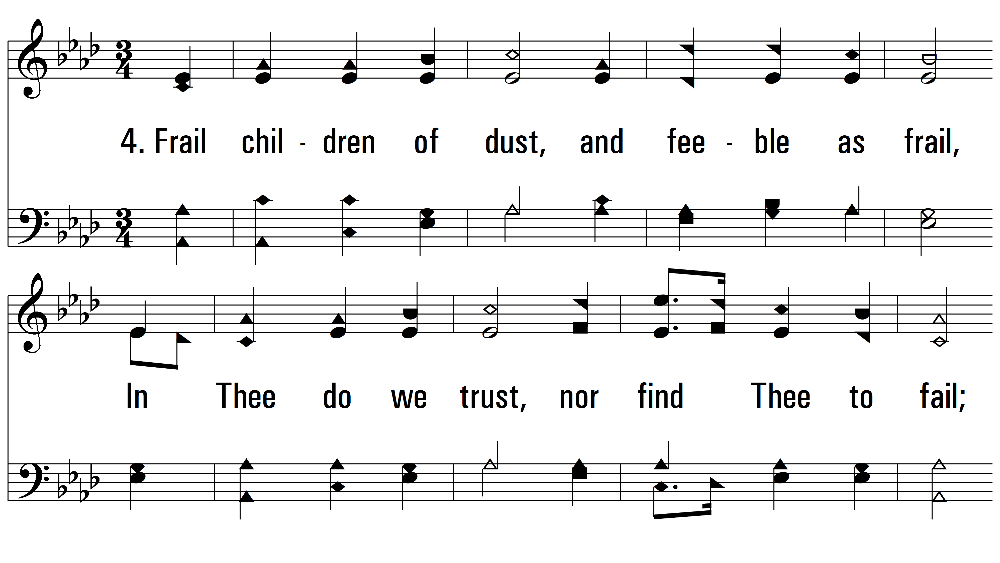 4. Frail chil - dren of dust, and fee - ble as frail,
In Thee do we trust, nor find Thee to fail;